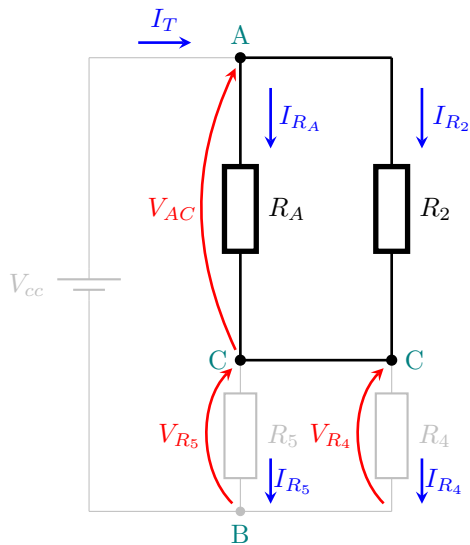 I_T
A
I_{R_A}
I_{R_2}
V_{AC}
R_A
R_2
V_{cc}
C
C
V_{R_5}
R_5
V_{R_4}
R_4
I_{R_5}
I_{R_4}
B